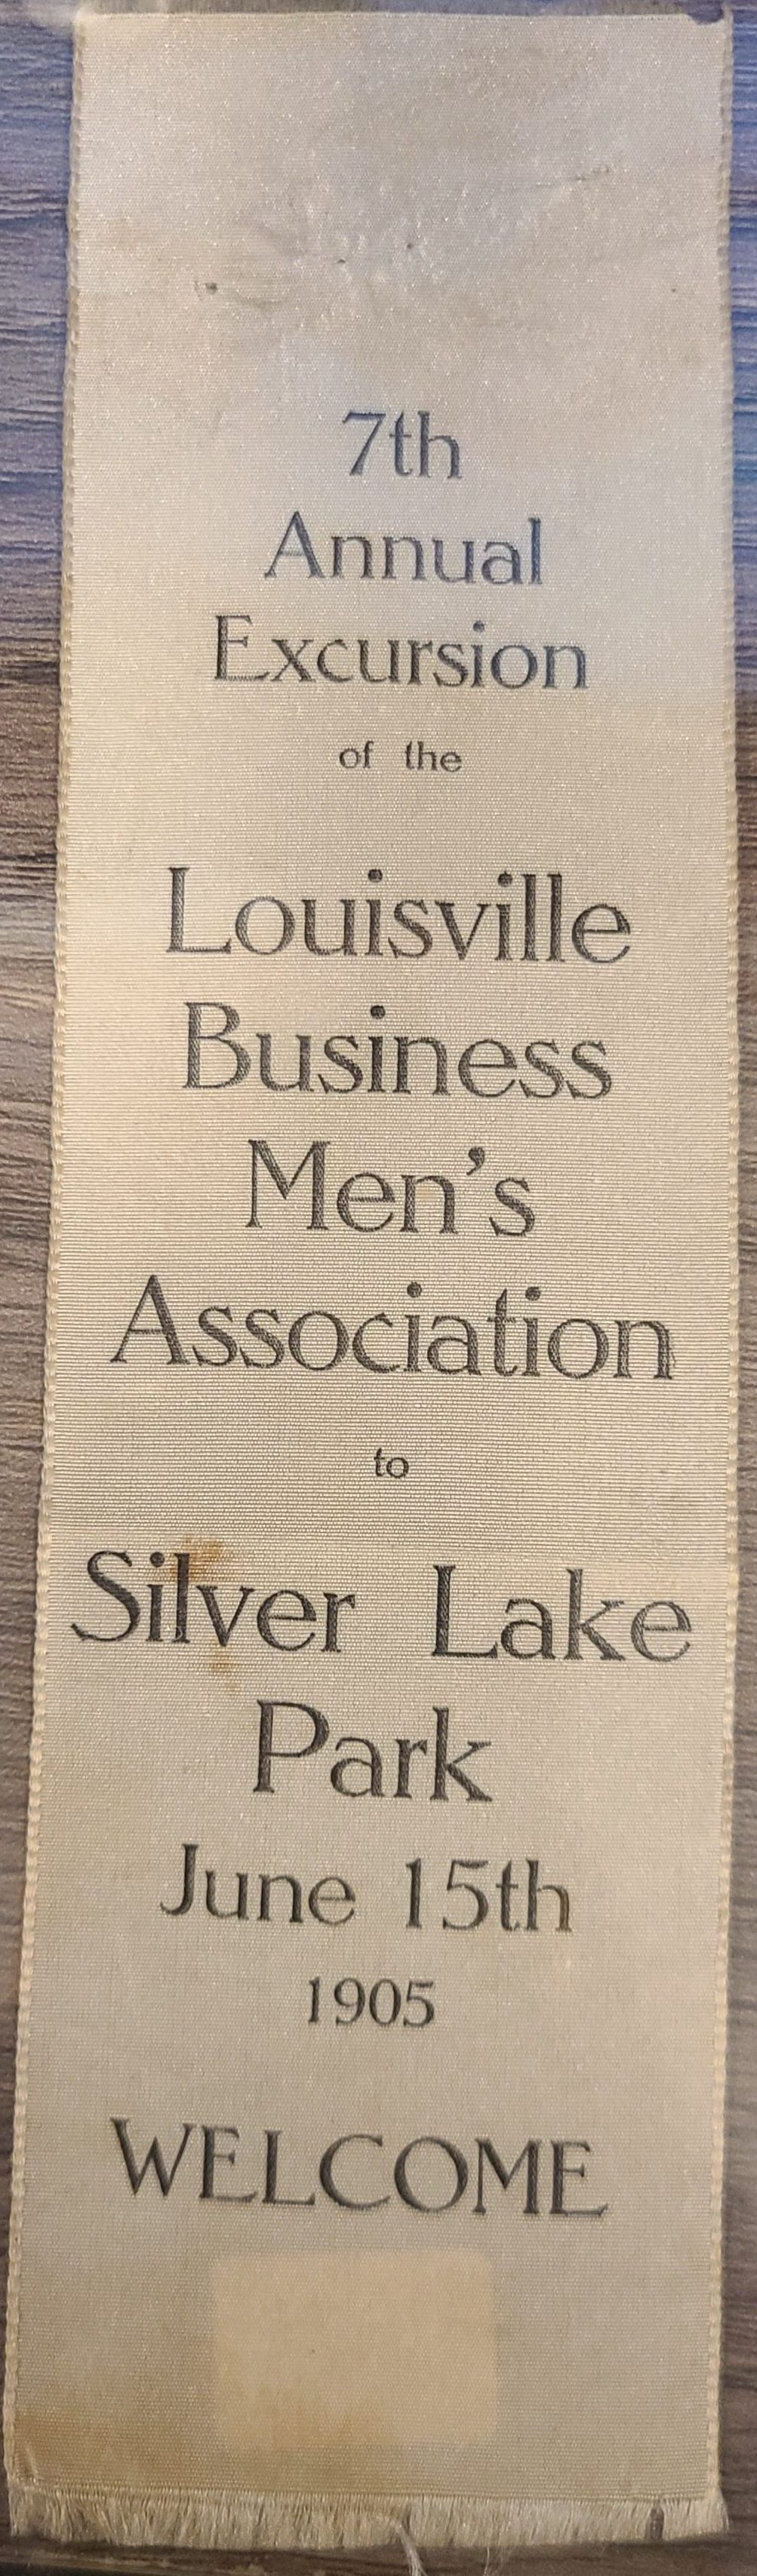 7th
Annual
Excursion
of the
Louisville
Business
Men's
Association
to
Silver Lake
Park
June 15th
1905
WELCOME